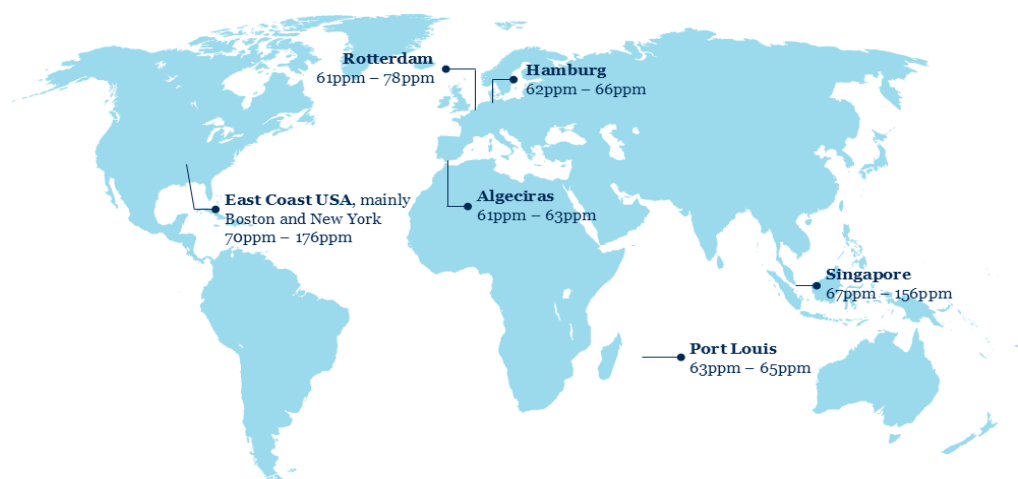 Rotterdam
61ppm – 78ppm
Hamburg
62ppm – 66ppm
East Coast USA, mainly
Boston and New York
70ppm – 176ppm
Algeciras
61ppm – 63ppm
Singapore
67ppm – 156ppm
Port Louis
63ppm – 65ppm